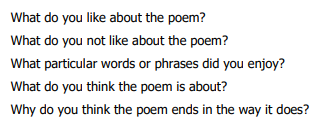 What do you like about the poem?
What do you not like about the poem?
What particular words or phrases did you enjoy?
What do you think the poem is about?
Why do you think the poem ends in the way it does?